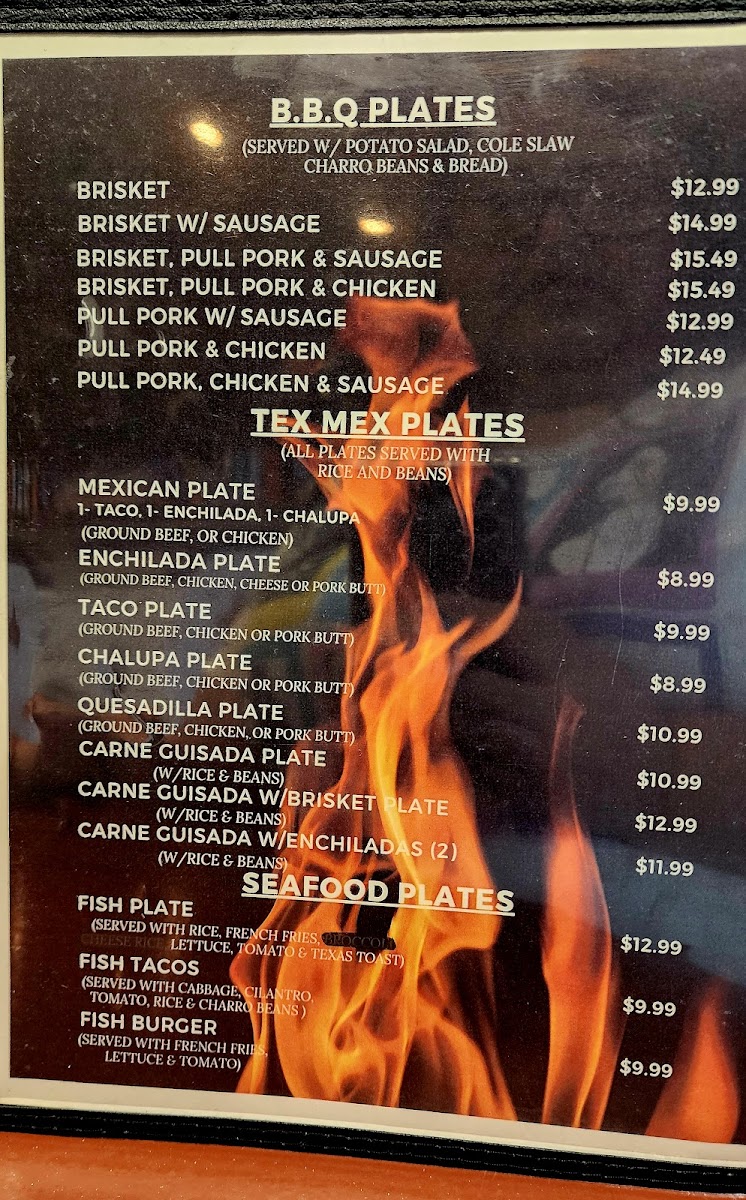 B.B.Q PLATES
(SERVED W/ POTATO SALAD, COLE SLAW
CHARRO BEANS & BREAD)
BRISKET $12.99
BRISKET W/ SAUSAGE $14.99
BRISKET, PULL PORK & SAUSAGE $15.49
BRISKET, PULL PORK & CHICKEN $15.49
PULL PORK W/ SAUSAGE $12.99
PULL PORK & CHICKEN $12.49
PULL PORK, CHICKEN & SAUSAGE $14.99
TEX MEX PLATES
(ALL PLATES SERVED WITH
RICE AND BEANS)
MEXICAN PLATE $9.99
1- TACO, 1- ENCHILADA, 1- CHALUPA
(GROUND BEEF, OR CHICKEN)
ENCHILADA PLATE $8.99
(GROUND BEEF, CHICKEN, CHEESE OR PORK BUTT)
TACO PLATE $9.99
(GROUND BEEF, CHICKEN OR PORK BUTT)
CHALUPA PLATE $8.99
(GROUND BEEF, CHICKEN OR PORK BUTT)
QUESADILLA PLATE $10.99
(GROUND BEEF, CHICKEN, OR PORK BUTT)
CARNE GUISADA PLATE $10.99
(W/RICE & BEANS)
CARNE GUISADA W/BRISKET PLATE $12.99
(W/RICE & BEANS)
CARNE GUISADA W/ENCHILADAS (2) $11.99
(W/RICE & BEANS)
SEAFOOD PLATES
FISH PLATE $12.99
(SERVED WITH RICE, FRENCH FRIES, BROCCOLI
CHEESE RICE, LETTUCE, TOMATO & TEXAS TOAST)
FISH TACOS $9.99
(SERVED WITH CABBAGE, CILANTRO,
TOMATO, RICE & CHARRO BEANS )
FISH BURGER $9.99
(SERVED WITH FRENCH FRIES,
LETTUCE & TOMATO)